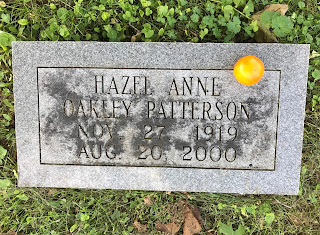 HAZEL ANNE
OAKLEY PATTERSON
NOV. 27, 1919
AUG. 20, 2000